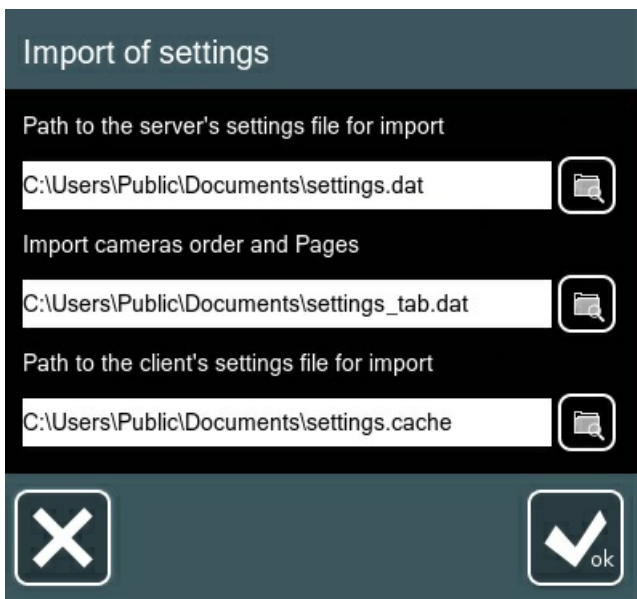 Import of settings
Path to the server's settings file for import
C:\Users\Public\Documents\settings.dat
Import cameras order and Pages
C:\Users\Public\Documents\settings_tab.dat
Path to the client's settings file for import
C:\Users\Public\Documents\settings.cache
ok